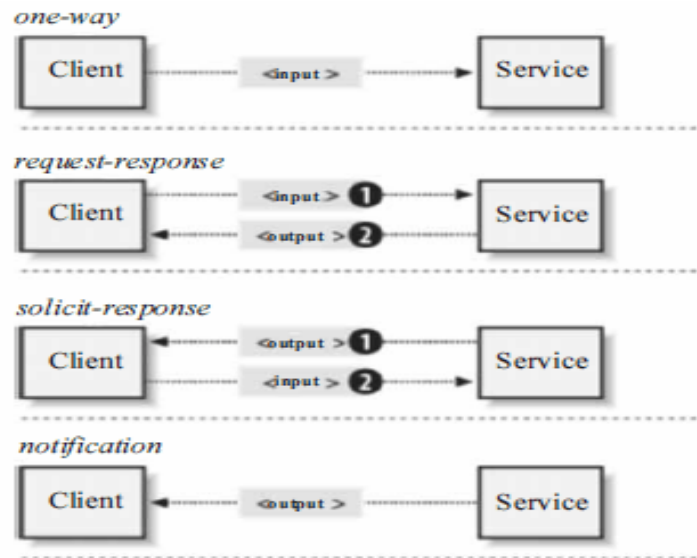 one-way
Client <input> Service
request-response
<input> 1
Client Service
<output> 2
solicit-response
<output> 1
Client Service
<input> 2
notification
Client <output> Service